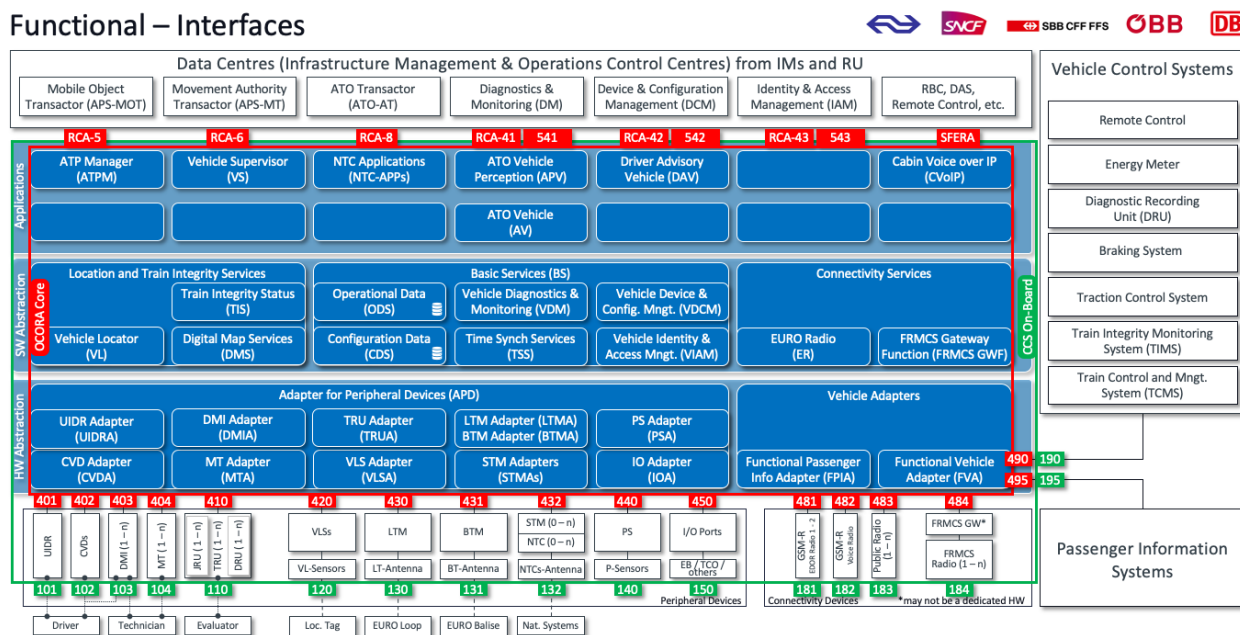 Functional – Interfaces
SNCF
SBB CFF FFS
ÖBB
DB
Data Centres (Infrastructure Management & Operations Control Centres) from IMs and RU
Mobile Object
Transactor (APS-MOT)
Movement Authority
Transactor (APS-MT)
ATO Transactor
(ATO-AT)
Diagnostics &
Monitoring (DM)
Device & Configuration
Management (DCM)
Identity & Access
Management (IAM)
RBC, DAS,
Remote Control, etc.
RCA-5
RCA-6
RCA-8
RCA-41
541
RCA-42
542
RCA-43
543
SFERA
Applications
ATP Manager
(ATPM)
Vehicle Supervisor
(VS)
NTC Applications
(NTC-APPs)
ATO Vehicle
Perception (APV)
Driver Advisory
Vehicle (DAV)
Cabin Voice over IP
(CVoIP)
ATO Vehicle
(AV)
SW Abstraction
OCORA Core
CCS On-Board
Location and Train Integrity Services
Train Integrity Status
(TIS)
Vehicle Locator
(VL)
Digital Map Services
(DMS)
Basic Services (BS)
Operational Data
(ODS)
Vehicle Diagnostics &
Monitoring (VDM)
Vehicle Device &
Config. Mngt. (VDCM)
Configuration Data
(CDS)
Time Synch Services
(TSS)
Vehicle Identity &
Access Mngt. (VIAM)
Connectivity Services
EURO Radio
(ER)
FRMCS Gateway
Function (FRMCS GWF)
HW Abstraction
Adapter for Peripheral Devices (APD)
UIDR Adapter
(UIDRA)
DMI Adapter
(DMIA)
TRU Adapter
(TRUA)
LTM Adapter (LTMA)
BTM Adapter (BTMA)
PS Adapter
(PSA)
CVD Adapter
(CVDA)
MT Adapter
(MTA)
VLS Adapter
(VLSA)
STM Adapters
(STMAs)
IO Adapter
(IOA)
Vehicle Adapters
Functional Passenger
Info Adapter (FPIA)
Functional Vehicle
Adapter (FVA)
490
190
495
195
401
402
403
404
410
420
430
431
432
440
450
481
482
483
484
UIDR
CVDs
DMI (1 – n)
MT (1 – n)
JRU (1 – n)
TRU (1 – n)
DRU (1 – n)
VLSs
VL-Sensors
LTM
LT-Antenna
BTM
BT-Antenna
STM (0 – n)
NTC (0 – n)
NTCs-Antenna
PS
P-Sensors
I/O Ports
EB / TCO /
others
GSM-R
EDOR Radio 1 - 2
GSM-R
Voice Radio
Public Radio
(1 – n)
FRMCS GW*
FRMCS
Radio (1 – n)
101
102
103
104
110
120
130
131
132
140
150
181
182
183
184
Peripheral Devices
Connectivity Devices
*may not be a dedicated HW
Driver
Technician
Evaluator
Loc. Tag
EURO Loop
EURO Balise
Nat. Systems
Vehicle Control Systems
Remote Control
Energy Meter
Diagnostic Recording
Unit (DRU)
Braking System
Traction Control System
Train Integrity Monitoring
System (TIMS)
Train Control and Mngt.
System (TCMS)
Passenger Information
Systems